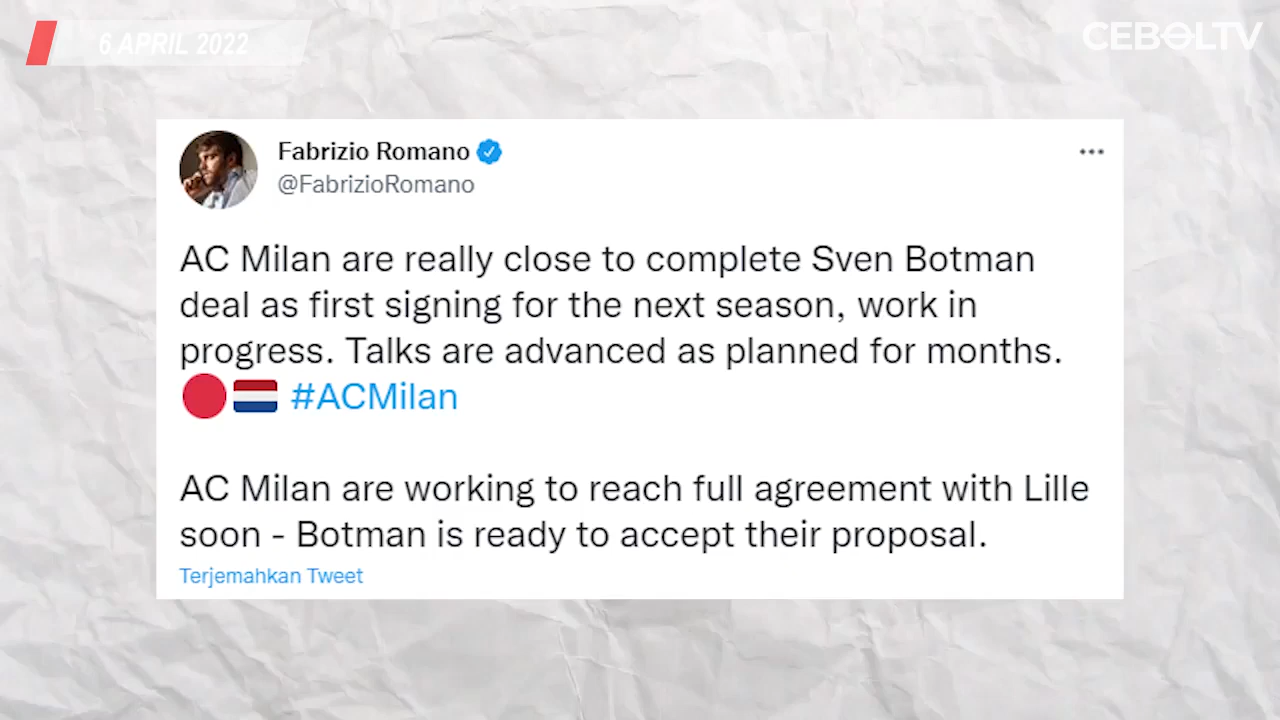 6 APRIL 2022
CEBOLTV
Fabrizio Romano
@FabrizioRomano
AC Milan are really close to complete Sven Botman
deal as first signing for the next season, work in
progress. Talks are advanced as planned for months.
🔴🇳🇱 #ACMilan
AC Milan are working to reach full agreement with Lille
soon - Botman is ready to accept their proposal.
Terjemahkan Tweet